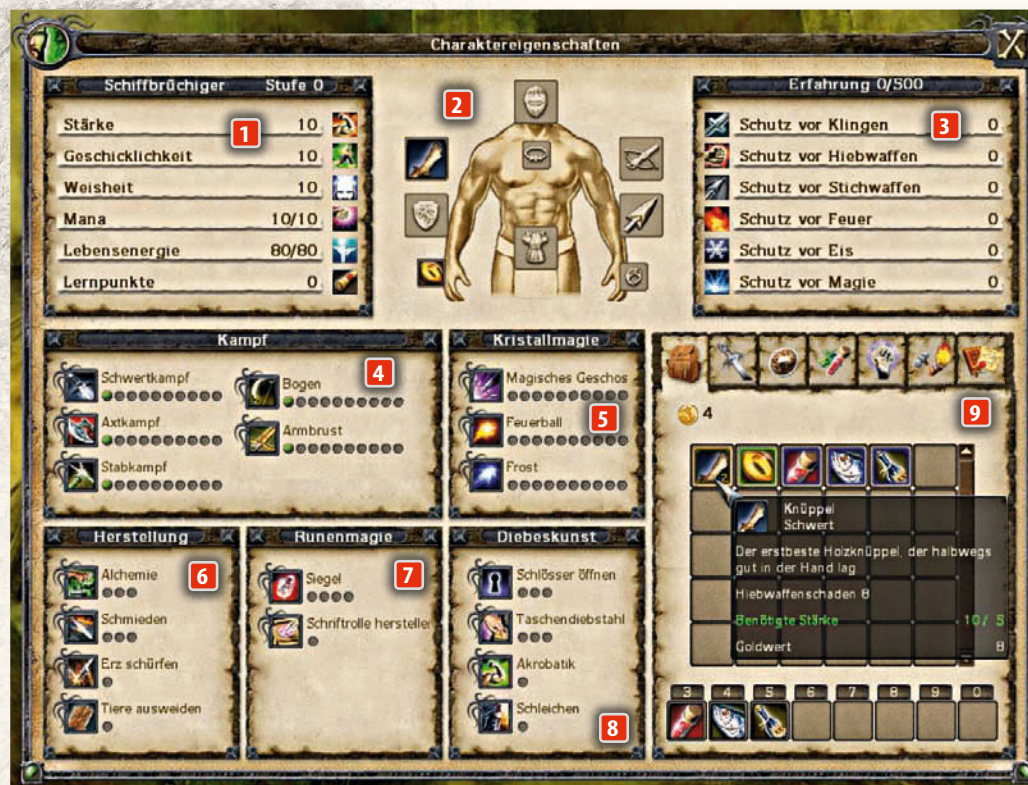 Charaktereigenschaften
Schiffbrüchiger Stufe 0
Stärke 10
Geschicklichkeit 10
Weisheit 10
Mana 10/10
Lebensenergie 80/80
Lernpunkte 0
1
2
Erfahrung 0/500
Schutz vor Klingen 0
Schutz vor Hiebwaffen 0
Schutz vor Stichwaffen 0
Schutz vor Feuer 0
Schutz vor Eis 0
Schutz vor Magie 0
3
Kampf
Schwertkampf
Axtkampf
Stabkampf
Bogen
Armbrust
4
Kristallmagie
Magisches Geschos
Feuerball
Frost
5
Herstellung
Alchemie
Schmieden
Erz schürfen
Tiere ausweiden
6
Runenmagie
Siegel
Schriftrolle hersteller
7
Diebeskunst
Schlösser öffnen
Taschendiebstahl
Akrobatik
Schleichen
8
4
9
Knüppel
Schwert
Der erstbeste Holzknüppel, der halbwegs
gut in der Hand lag.
Hiebwaffenschaden 8
Benötigte Stärke 10/ 5
Goldwert 8
3 4 5 6 7 8 9 0